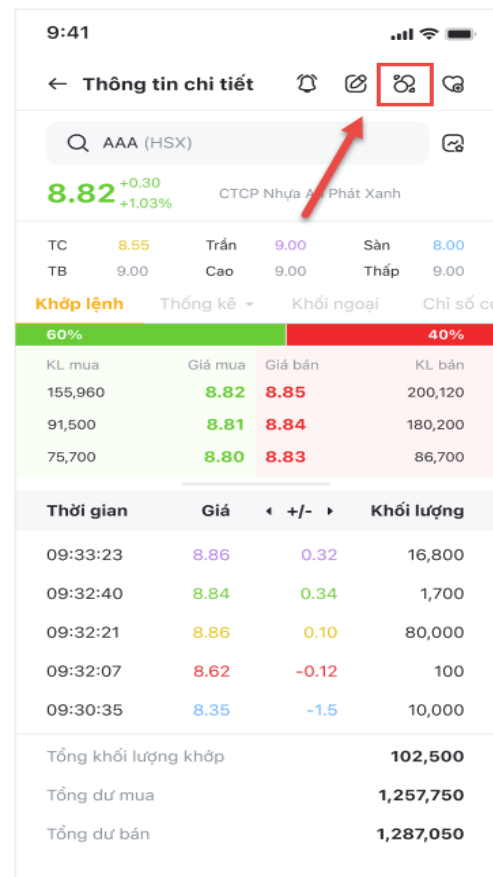 9:41
Thông tin chi tiết
AAA (HSX)
8.82 +0.30 +1.03% CTCP Nhựa An Phát Xanh
TC 8.55 Trần 9.00 Sàn 8.00
TB 9.00 Cao 9.00 Thấp 9.00
Khớp lệnh Thống kê Khối ngoại Chỉ số cơ
60% 40%
KL mua Giá mua Giá bán KL bán
155,960 8.82 8.85 200,120
91,500 8.81 8.84 180,200
75,700 8.80 8.83 86,700
Thời gian Giá +/- Khối lượng
09:33:23 8.86 0.32 16,800
09:32:40 8.84 0.34 1,700
09:32:21 8.86 0.10 80,000
09:32:07 8.62 -0.12 100
09:30:35 8.35 -1.5 10,000
Tổng khối lượng khớp 102,500
Tổng dư mua 1,257,750
Tổng dư bán 1,287,050